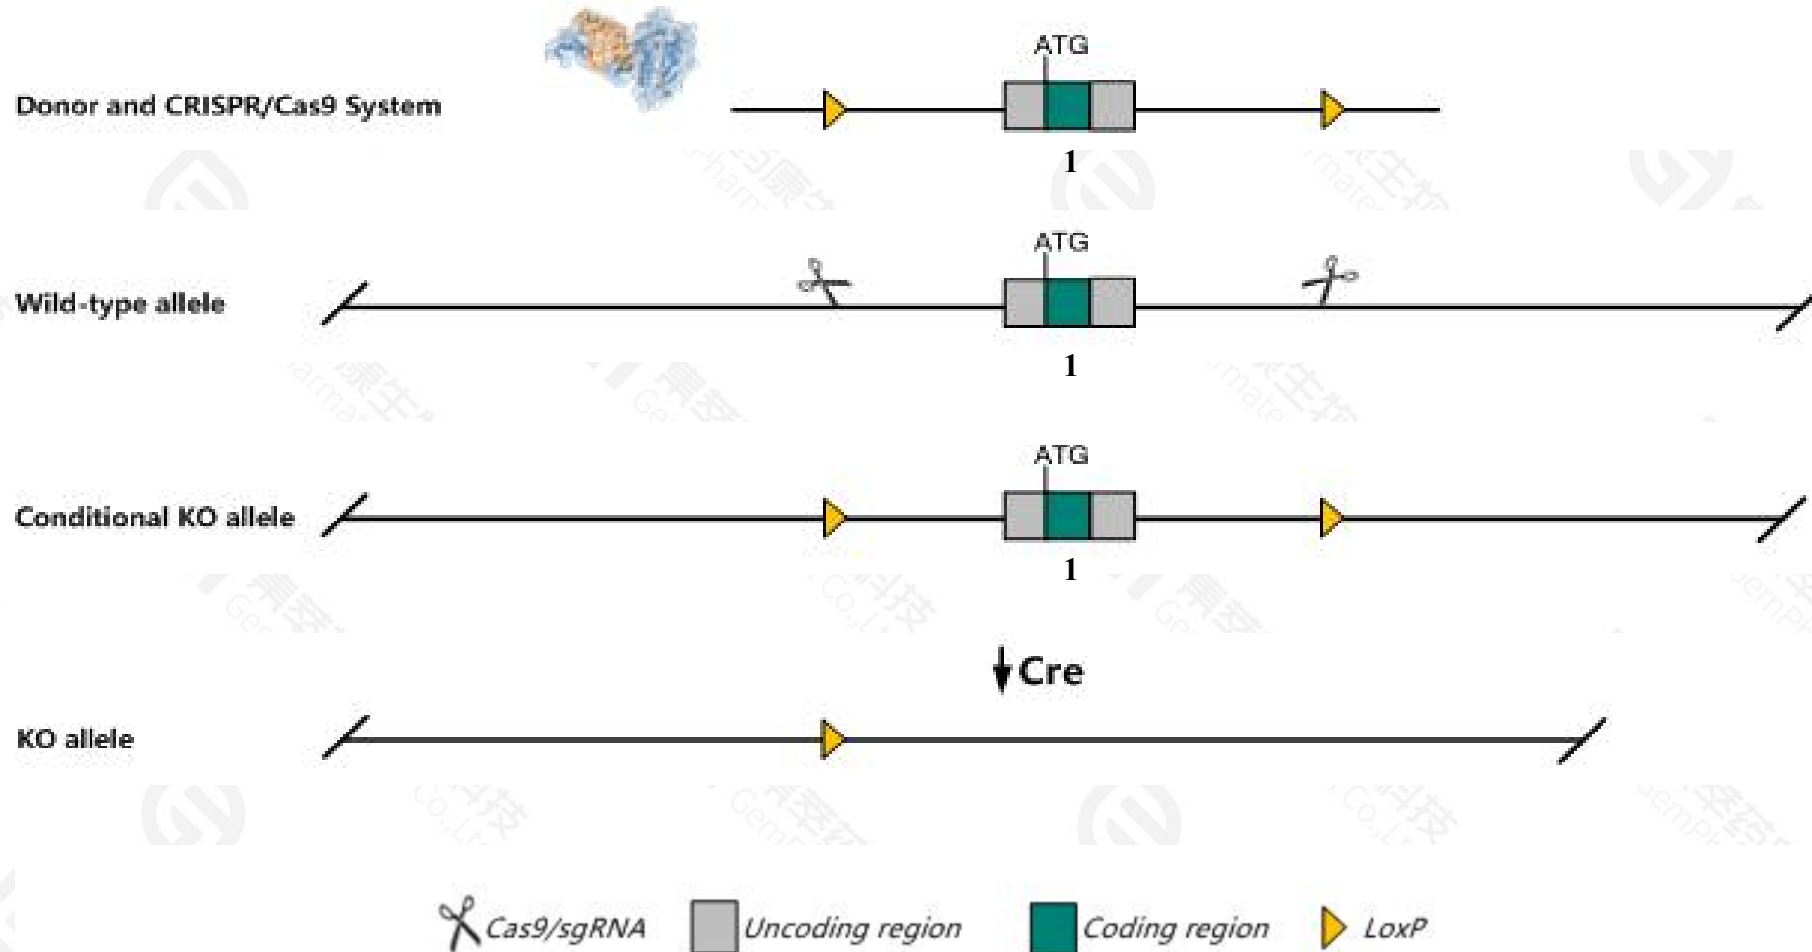 ATG
Donor and CRISPR/Cas9 System
1
ATG
Wild-type allele
1
ATG
Conditional KO allele
1
Cre
KO allele
Cas9/sgRNA
Uncoding region
Coding region
LoxP